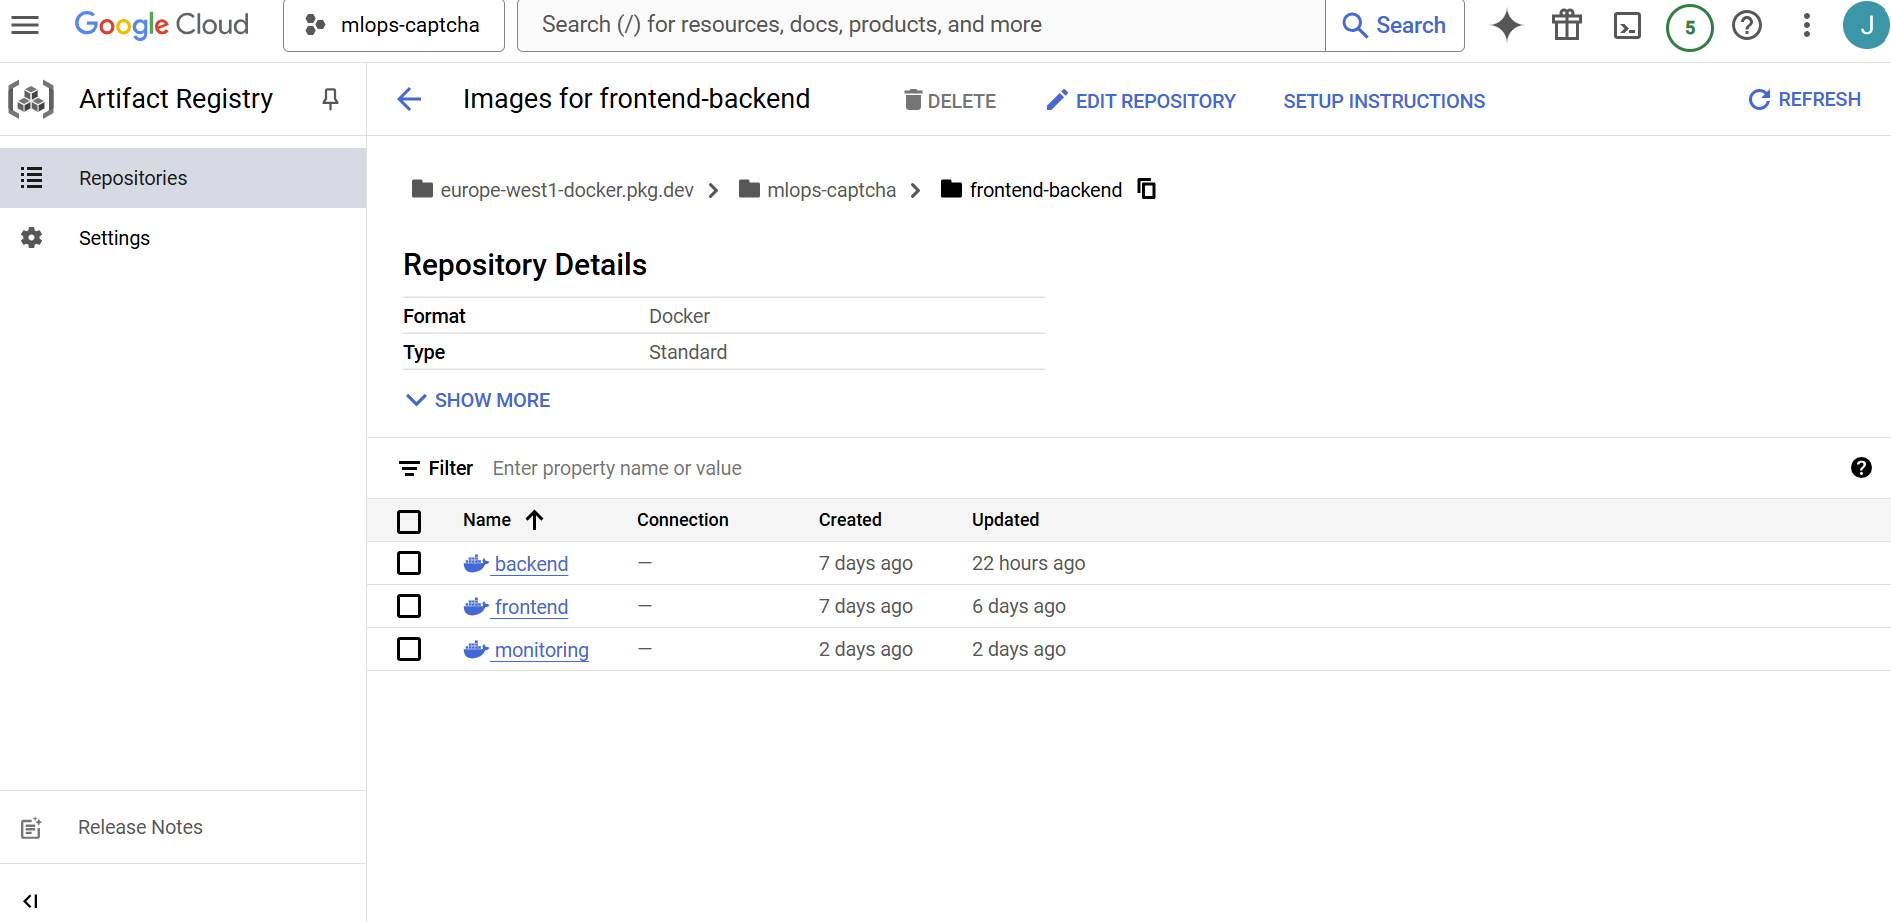 Google Cloud
mlops-captcha
Search (/) for resources, docs, products, and more
Search
5
J
Artifact Registry
Images for frontend-backend
DELETE
EDIT REPOSITORY
SETUP INSTRUCTIONS
REFRESH
Repositories
Settings
europe-west1-docker.pkg.dev
mlops-captcha
frontend-backend
Repository Details
Format Docker
Type Standard
SHOW MORE
Filter Enter property name or value
Name Connection Created Updated
backend — 7 days ago 22 hours ago
frontend — 7 days ago 6 days ago
monitoring — 2 days ago 2 days ago
Release Notes